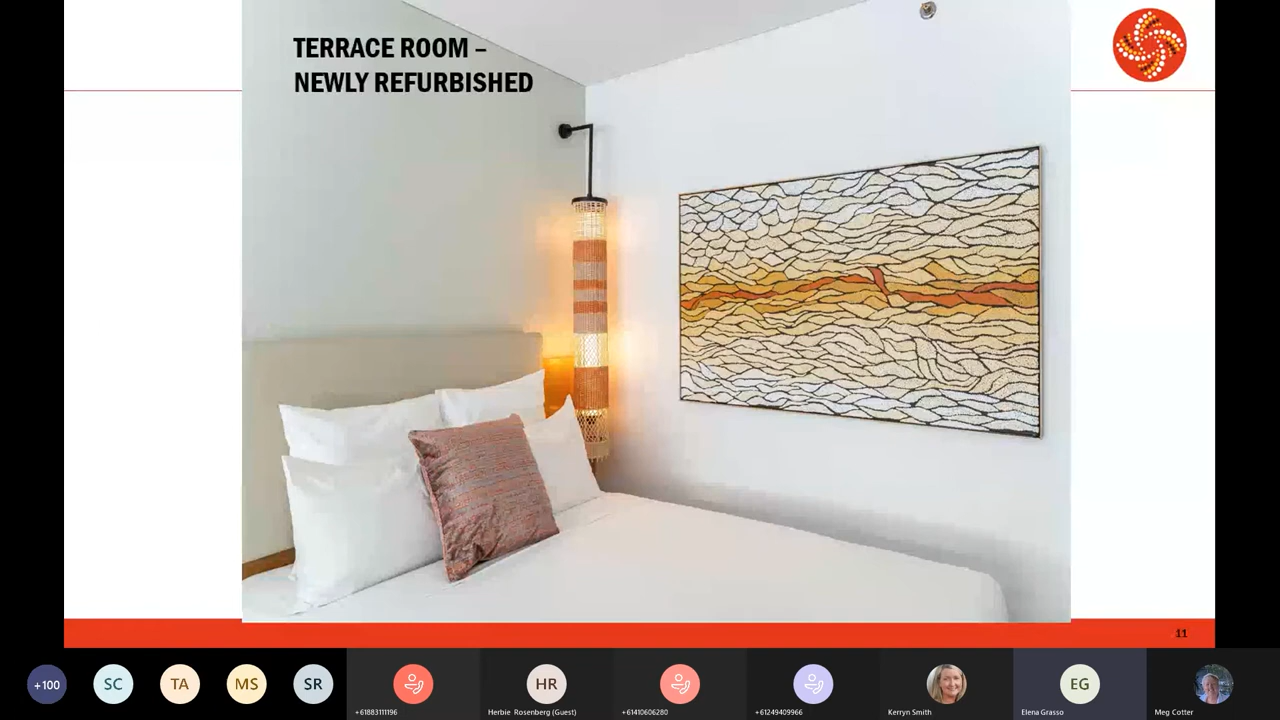 TERRACE ROOM –
NEWLY REFURBISHED
11
+100
SC
TA
MS
SR
HR
EG
+61883111196
Herbie Rosenberg (Guest)
+61410606280
+61249409966
Kerryn Smith
Elena Grasso
Meg Cotter